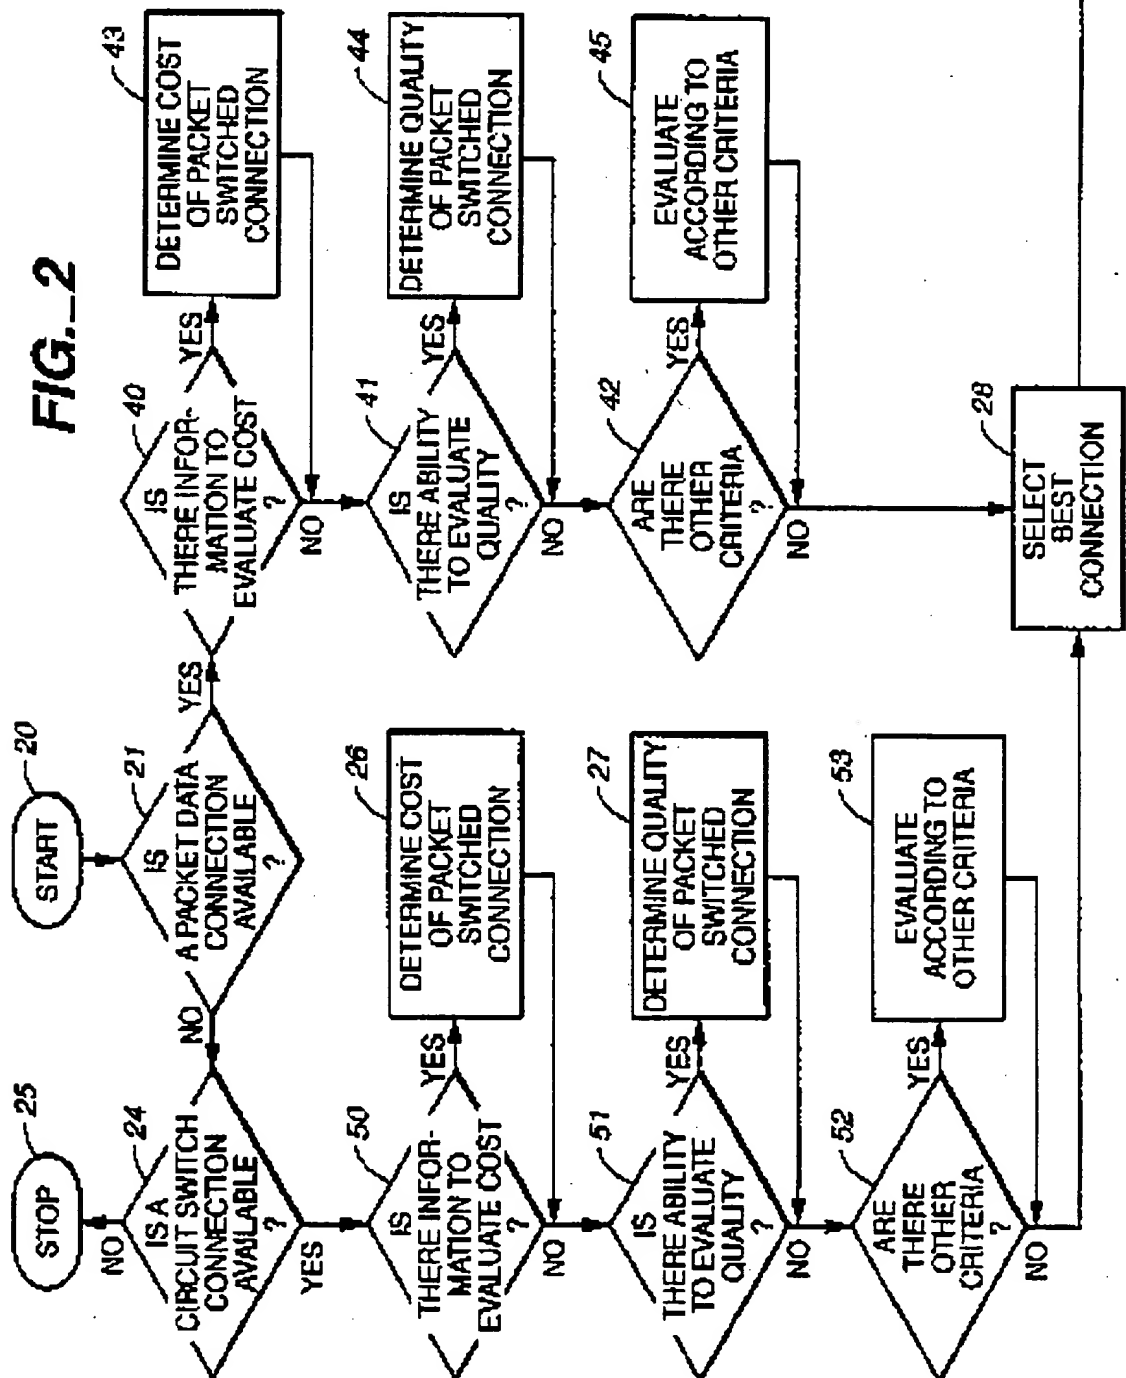 FIG._2
START
20
IS
A PACKET DATA
CONNECTION
AVAILABLE
?
21
YES
NO
IS
THERE INFOR-
MATION TO
EVALUATE COST
?
40
YES
NO
DETERMINE COST
OF PACKET
SWITCHED
CONNECTION
43
IS
THERE ABILITY
TO EVALUATE
QUALITY
?
41
YES
NO
DETERMINE QUALITY
OF PACKET
SWITCHED
CONNECTION
44
ARE
THERE
OTHER
CRITERIA
?
42
YES
NO
EVALUATE
ACCORDING TO
OTHER CRITERIA
45
STOP
25
NO
IS A
CIRCUIT SWITCH
CONNECTION
AVAILABLE
?
24
YES
IS
THERE INFOR-
MATION TO
EVALUATE COST
?
50
YES
NO
DETERMINE COST
OF PACKET
SWITCHED
CONNECTION
26
IS
THERE ABILITY
TO EVALUATE
QUALITY
?
51
YES
NO
DETERMINE QUALITY
OF PACKET
SWITCHED
CONNECTION
27
ARE
THERE
OTHER
CRITERIA
?
52
YES
NO
EVALUATE
ACCORDING TO
OTHER CRITERIA
53
SELECT
BEST
CONNECTION
28